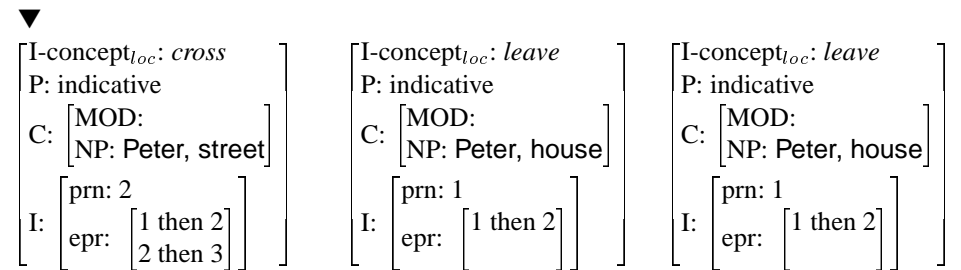 ▼
I-concept_loc: cross I-concept_loc: leave I-concept_loc: leave
P: indicative P: indicative P: indicative
C: [MOD: C: [MOD: C: [MOD:
NP: Peter, street] NP: Peter, house] NP: Peter, house]
I: [prn: 2 I: [prn: 1 I: [prn: 1
epr: [1 then 2 epr: [1 then 2] epr: [1 then 2]
2 then 3]